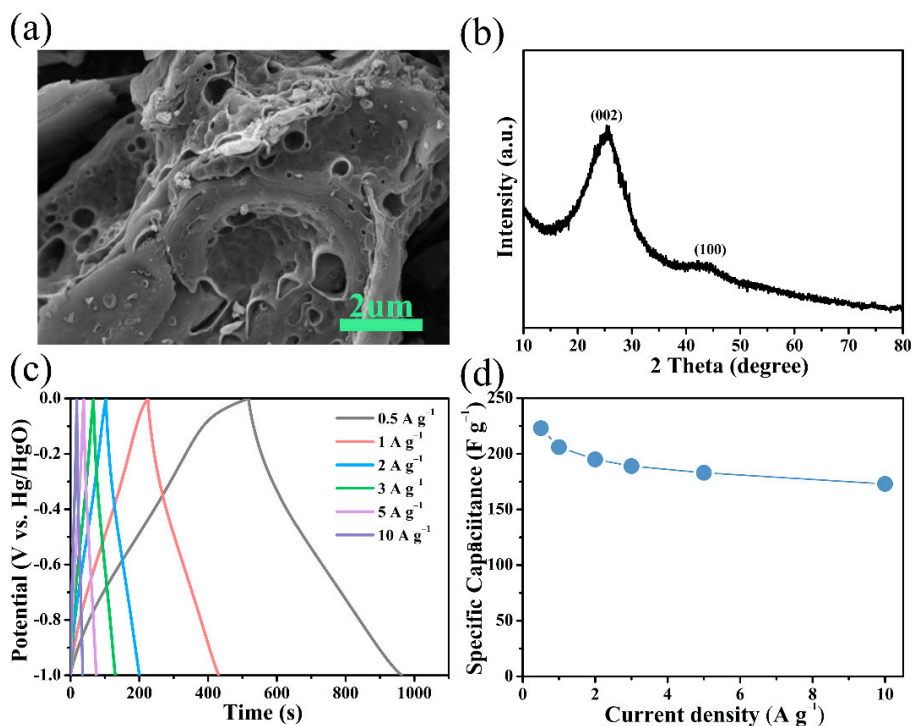 (a)
2um
(b)
Intensity (a.u.)
(002)
(100)
10 20 30 40 50 60 70 80
2 Theta (degree)
(c)
Potential (V vs. Hg/HgO)
0.0
-0.2
-0.4
-0.6
-0.8
-1.0
0.5 A g⁻¹
1 A g⁻¹
2 A g⁻¹
3 A g⁻¹
5 A g⁻¹
10 A g⁻¹
0 200 400 600 800 1000
Time (s)
(d)
Specific Capaciitance (F g⁻¹)
250
200
150
100
50
0
0 2 4 6 8 10
Current density (A g⁻¹)